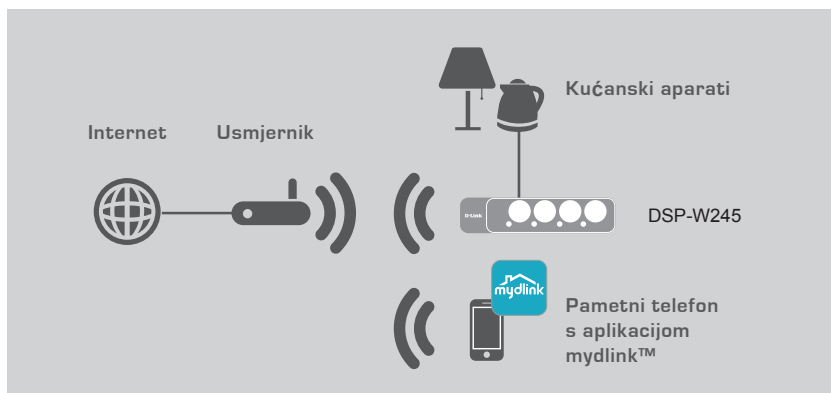 Kućanski aparati
Internet
Usmjernik
D-Link
DSP-W245
mydlink
Pametni telefon
s aplikacijom
mydlink™